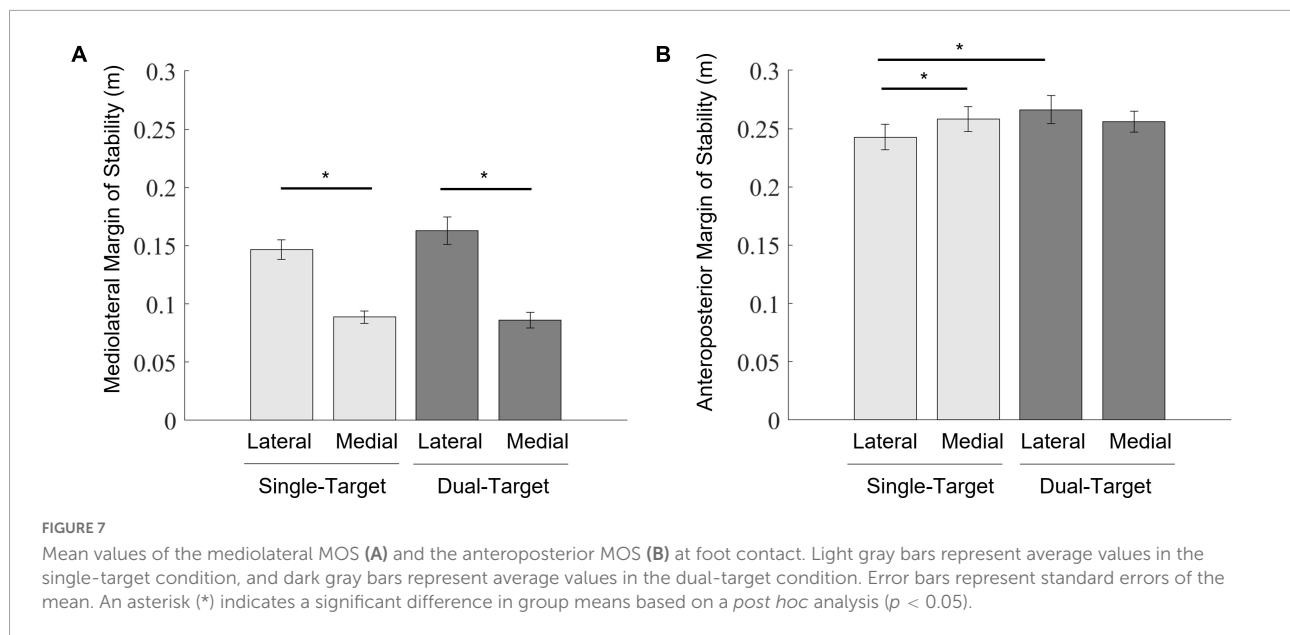 A
Mediolateral Margin of Stability (m)
0.3
0.25
0.2
0.15
0.1
0.05
0
*
*
Lateral Medial Lateral Medial
Single-Target Dual-Target
B
Anteroposterior Margin of Stability (m)
0.3
0.25
0.2
0.15
0.1
0.05
0
*
*
Lateral Medial Lateral Medial
Single-Target Dual-Target
FIGURE 7
Mean values of the mediolateral MOS (A) and the anteroposterior MOS (B) at foot contact. Light gray bars represent average values in the
single-target condition, and dark gray bars represent average values in the dual-target condition. Error bars represent standard errors of the
mean. An asterisk (*) indicates a significant difference in group means based on a post hoc analysis (p < 0.05).